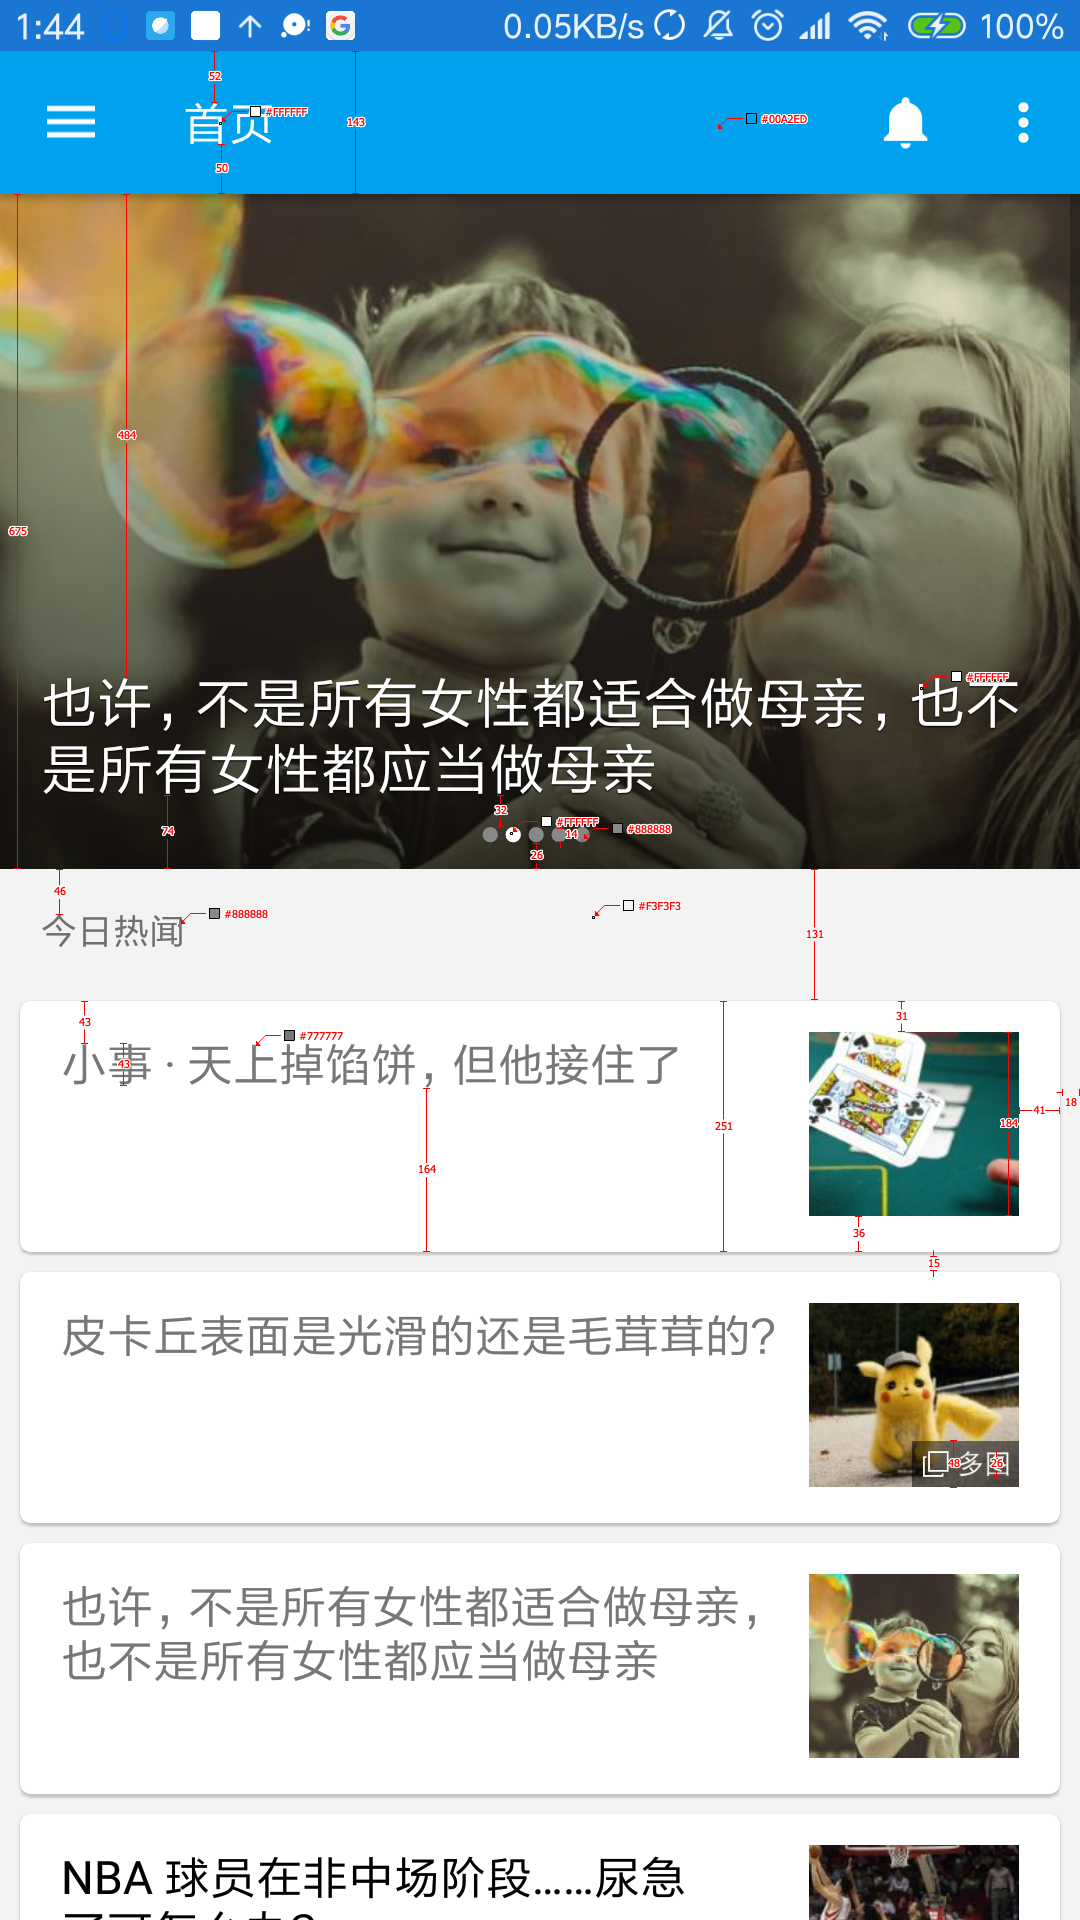 1:44
0.05KB/s
100%
52
首页
#FFFFFF
143
#00A2ED
50
484
675
#FFFFFF
也许，不是所有女性都适合做母亲，也不
是所有女性都应当做母亲
32
74
#FFFFFF
14
#888888
26
46
#888888
#F3F3F3
今日热闻
131
43
31
#777777
小事 · 天上掉馅饼，但他接住了
43
18
41
184
251
164
36
15
皮卡丘表面是光滑的还是毛茸茸的?
48
多图
26
也许，不是所有女性都适合做母亲，
也不是所有女性都应当做母亲
NBA 球员在非中场阶段……尿急
了可怎么办?